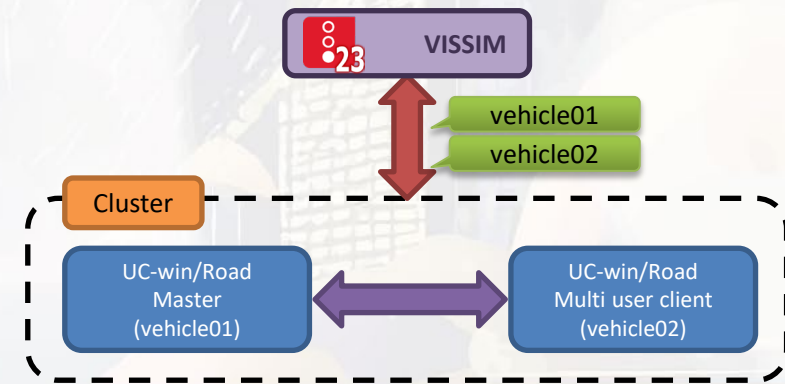 23
VISSIM
vehicle01
vehicle02
Cluster
UC-win/Road
Master
(vehicle01)
UC-win/Road
Multi user client
(vehicle02)